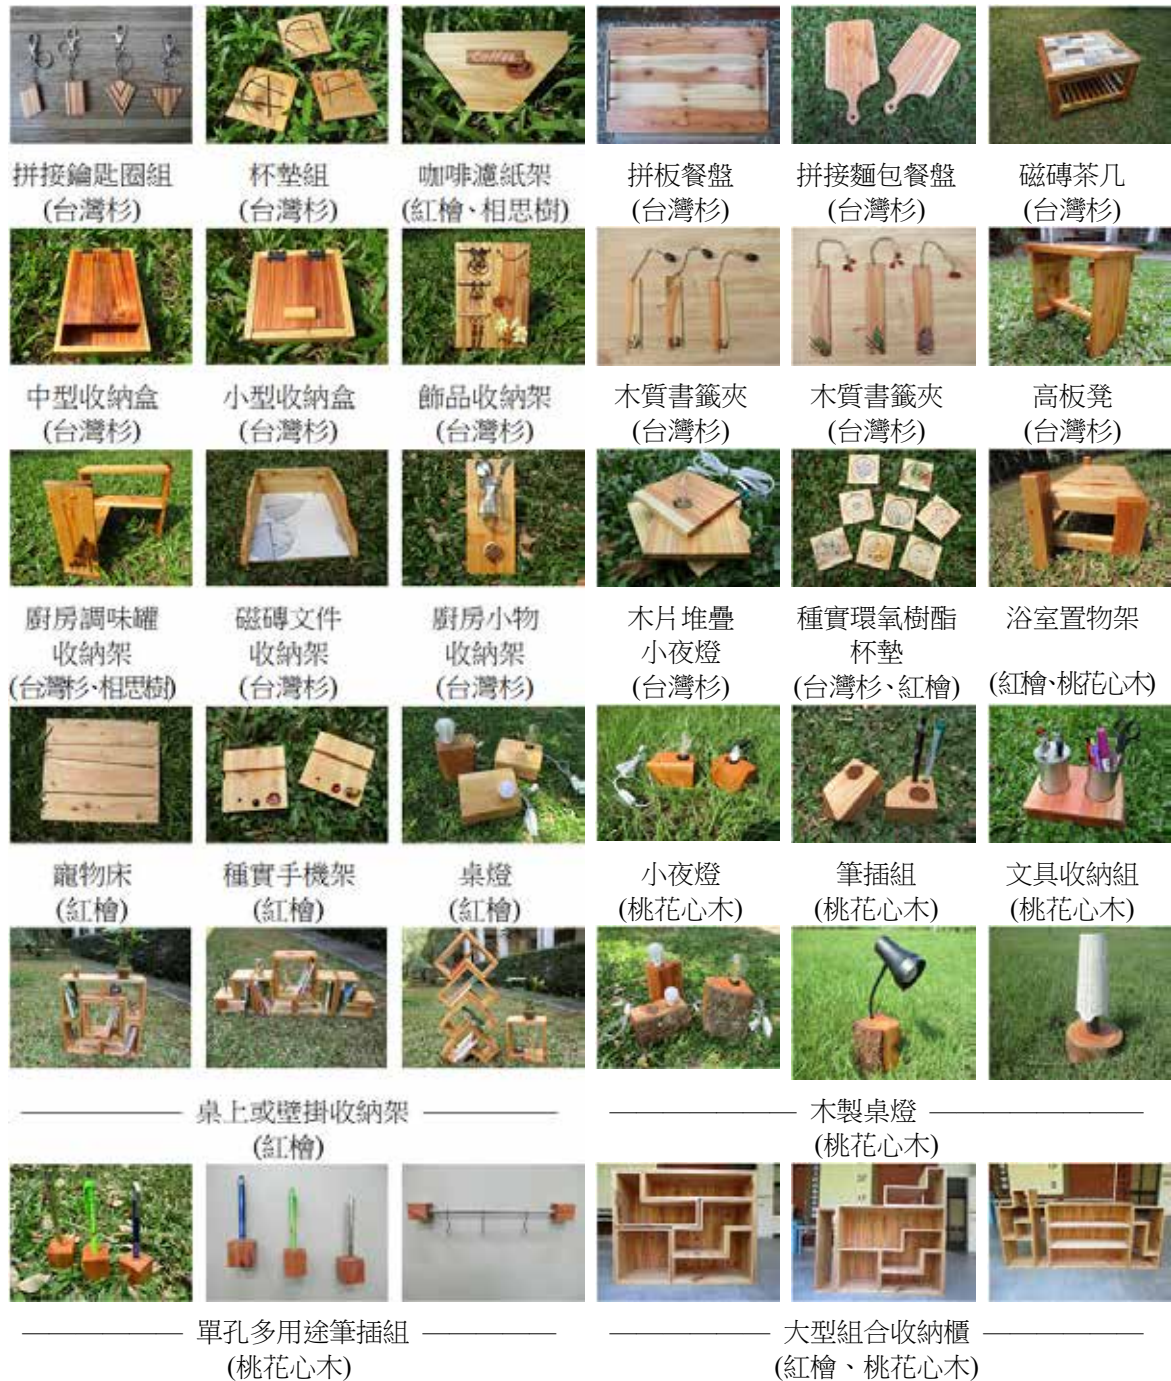 拼接鑰匙圈組
(台灣杉)
杯墊組
(台灣杉)
咖啡濾紙架
(紅檜、相思樹)
拼板餐盤
(台灣杉)
拼接麵包餐盤
(台灣杉)
磁磚茶几
(台灣杉)
中型收納盒
(台灣杉)
小型收納盒
(台灣杉)
飾品收納架
(台灣杉)
木質書籤夾
(台灣杉)
木質書籤夾
(台灣杉)
高板凳
(台灣杉)
廚房調味罐
收納架
(台灣杉、相思樹)
磁磚文件
收納架
(台灣杉)
廚房小物
收納架
(台灣杉)
木片堆疊
小夜燈
(台灣杉)
種實環氧樹酯
杯墊
(台灣杉、紅檜)
浴室置物架
(紅檜、桃花心木)
寵物床
(紅檜)
種實手機架
(紅檜)
桌燈
(紅檜)
小夜燈
(桃花心木)
筆插組
(桃花心木)
文具收納組
(桃花心木)
桌上或壁掛收納架
(紅檜)
木製桌燈
(桃花心木)
單孔多用途筆插組
(桃花心木)
大型組合收納櫃
(紅檜、桃花心木)